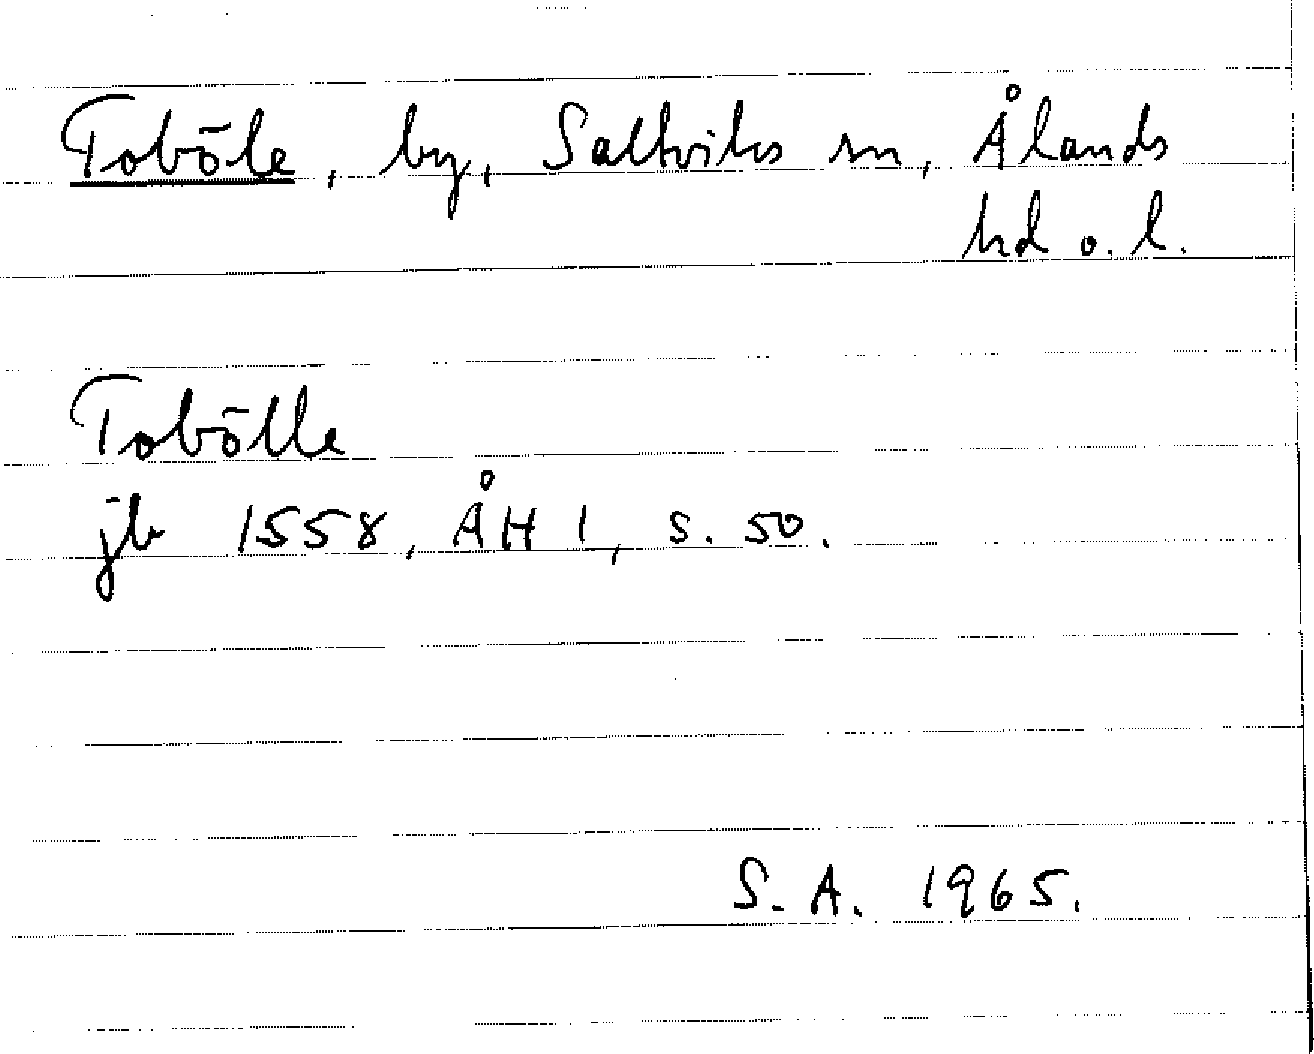 Toböle, by, Saltviks sn, Ålands
hd o. l.
Tobölle
jb 1558, ÅH 1, s. 50.
S. A. 1965.